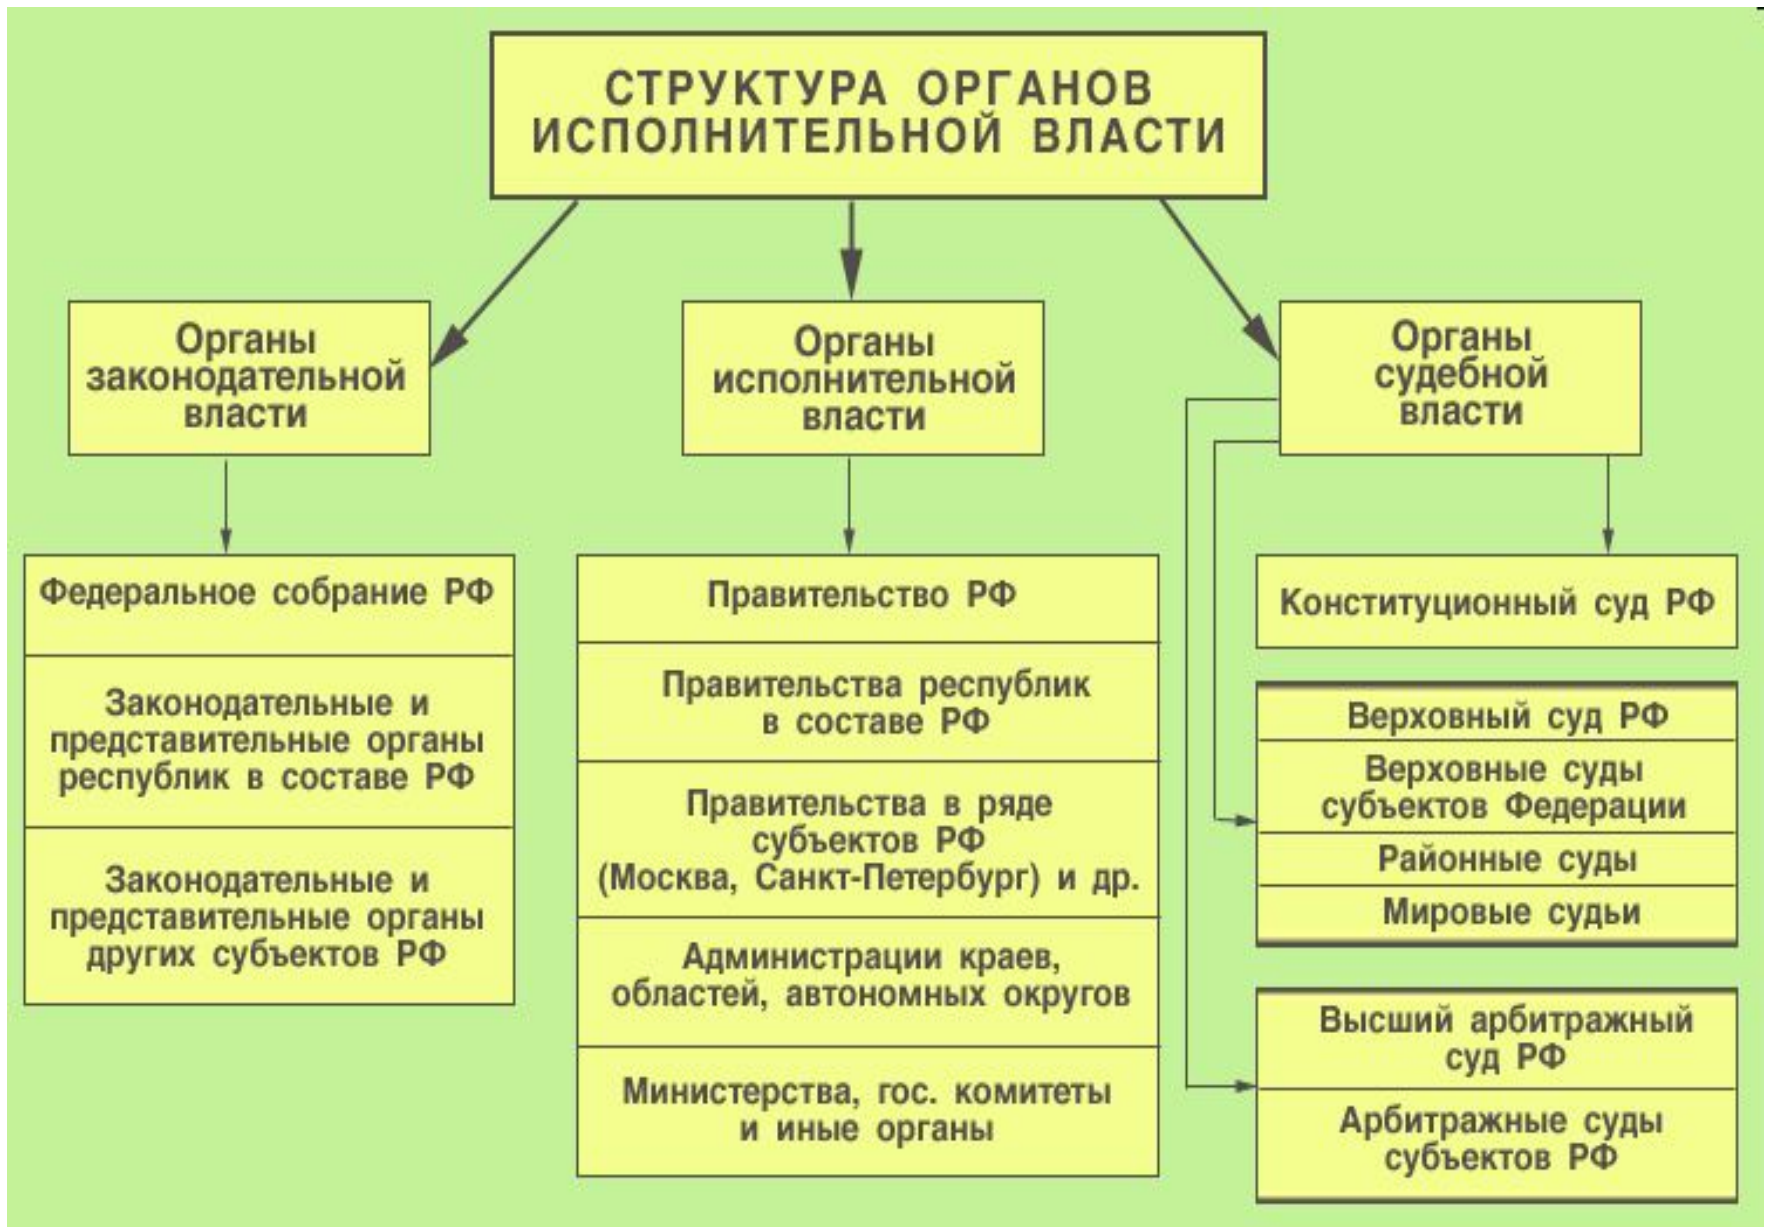 СТРУКТУРА ОРГАНОВ
ИСПОЛНИТЕЛЬНОЙ ВЛАСТИ
Органы
законодательной
власти
Органы
исполнительной
власти
Органы
судебной
власти
Федеральное собрание РФ
Законодательные и
представительные органы
республик в составе РФ
Законодательные и
представительные органы
других субъектов РФ
Правительство РФ
Правительства республик
в составе РФ
Правительства в ряде
субъектов РФ
(Москва, Санкт-Петербург) и др.
Администрации краев,
областей, автономных округов
Министерства, гос. комитеты
и иные органы
Конституционный суд РФ
Верховный суд РФ
Верховные суды
субъектов Федерации
Районные суды
Мировые судьи
Высший арбитражный
суд РФ
Арбитражные суды
субъектов РФ